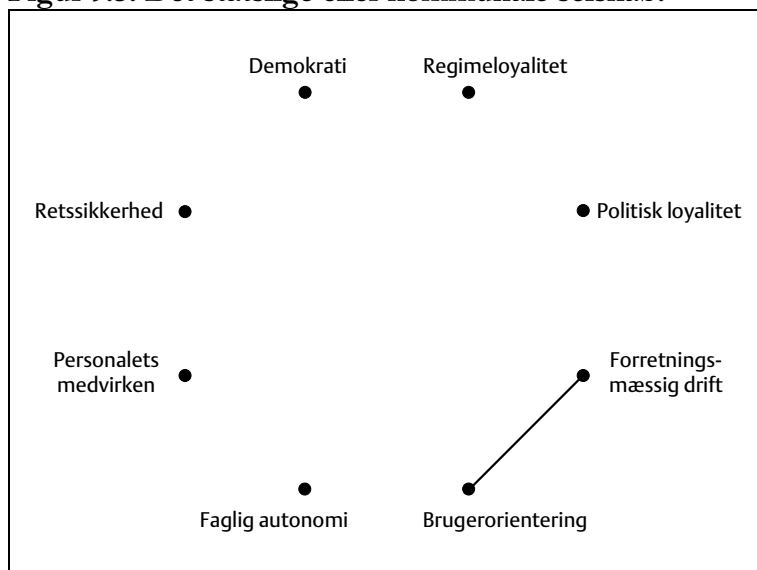 Demokrati
Regimeloyalitet
Retssikkerhed
Politisk loyalitet
Personalets
medvirken
Forretnings-
mæssig drift
Faglig autonomi
Brugerorientering